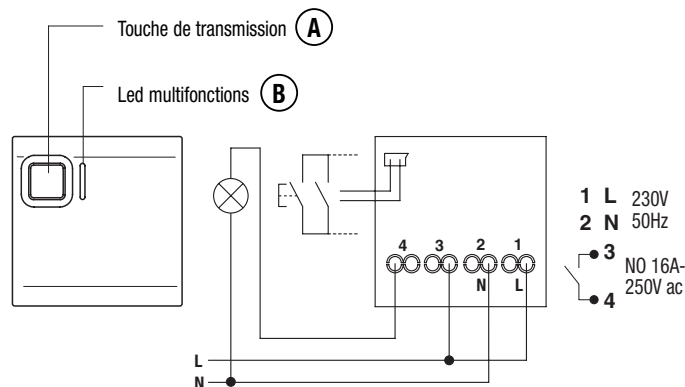 Touche de transmission A
Led multifonctions B
1 L 230V
2 N 50Hz
4 3 2 1
N L
3
NO 16A-
250V ac
4
L
N